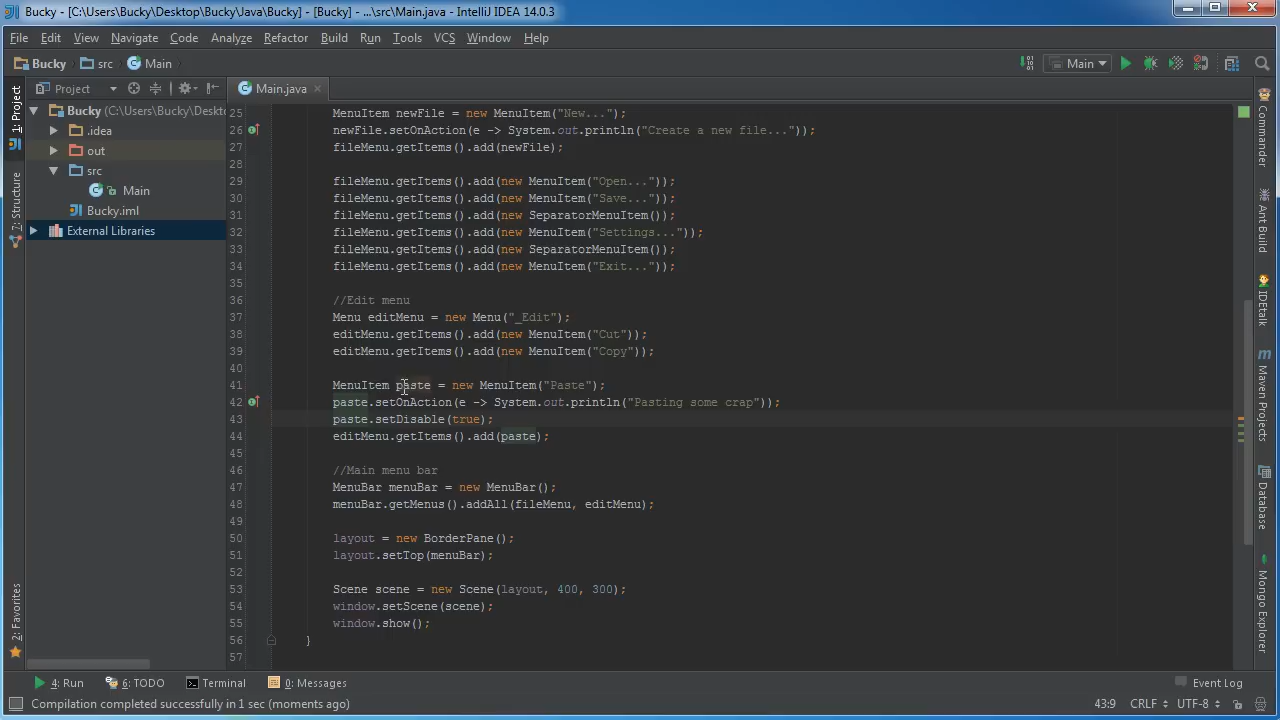 Bucky - [C:\Users\Bucky\Desktop\Bucky\Java\Bucky] - [Bucky] - ...\src\Main.java - IntelliJ IDEA 14.0.3
File Edit View Navigate Code Analyze Refactor Build Run Tools VCS Window Help
Bucky src Main
Main
Project
Main.java
1: Project
7: Structure
2: Favorites
Bucky (C:\Users\Bucky\Deskto
.idea
out
src
Main
Bucky.iml
External Libraries
25 MenuItem newFile = new MenuItem("New...");
26 newFile.setOnAction(e -> System.out.println("Create a new file..."));
27 fileMenu.getItems().add(newFile);
28
29 fileMenu.getItems().add(new MenuItem("Open..."));
30 fileMenu.getItems().add(new MenuItem("Save..."));
31 fileMenu.getItems().add(new SeparatorMenuItem());
32 fileMenu.getItems().add(new MenuItem("Settings..."));
33 fileMenu.getItems().add(new SeparatorMenuItem());
34 fileMenu.getItems().add(new MenuItem("Exit..."));
35
36 //Edit menu
37 Menu editMenu = new Menu("_Edit");
38 editMenu.getItems().add(new MenuItem("Cut"));
39 editMenu.getItems().add(new MenuItem("Copy"));
40
41 MenuItem paste = new MenuItem("Paste");
42 paste.setOnAction(e -> System.out.println("Pasting some crap"));
43 paste.setDisable(true);
44 editMenu.getItems().add(paste);
45
46 //Main menu bar
47 MenuBar menuBar = new MenuBar();
48 menuBar.getMenus().addAll(fileMenu, editMenu);
49
50 layout = new BorderPane();
51 layout.setTop(menuBar);
52
53 Scene scene = new Scene(layout, 400, 300);
54 window.setScene(scene);
55 window.show();
56 }
57
Commander
Ant Build
IDEtalk
Maven Projects
Database
Mongo Explorer
4: Run 6: TODO Terminal 0: Messages Event Log
Compilation completed successfully in 1 sec (moments ago) 43:9 CRLF UTF-8